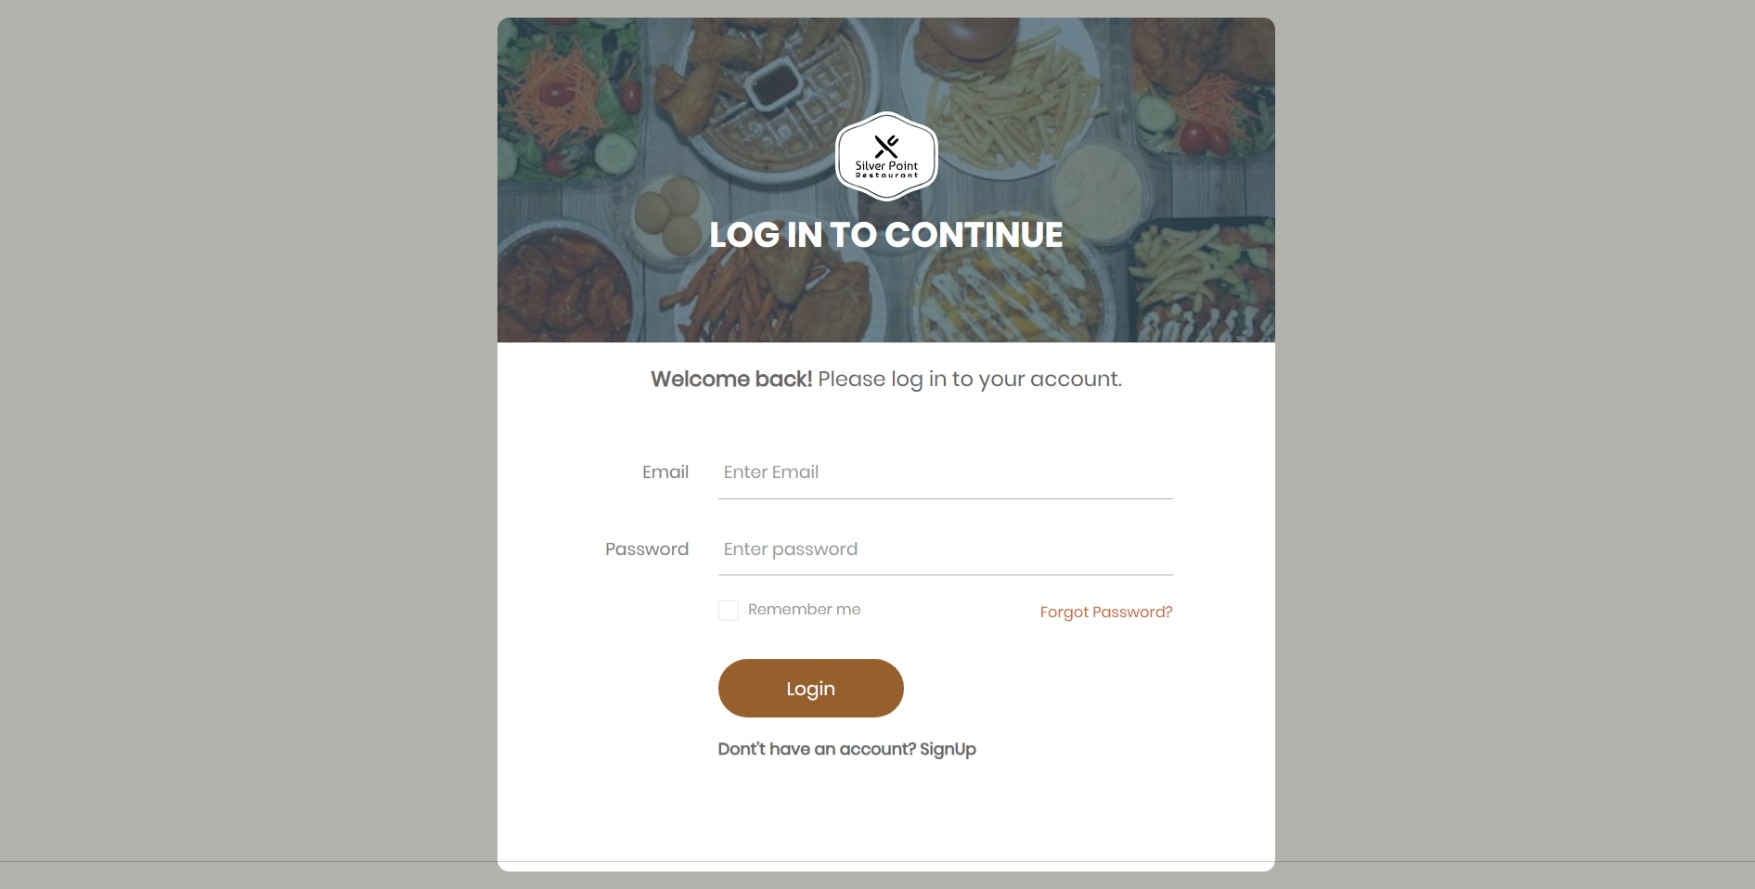 Silver Point
Restaurant
LOG IN TO CONTINUE
Welcome back! Please log in to your account.
Email Enter Email
Password Enter password
Remember me Forgot Password?
Login
Dont't have an account? SignUp